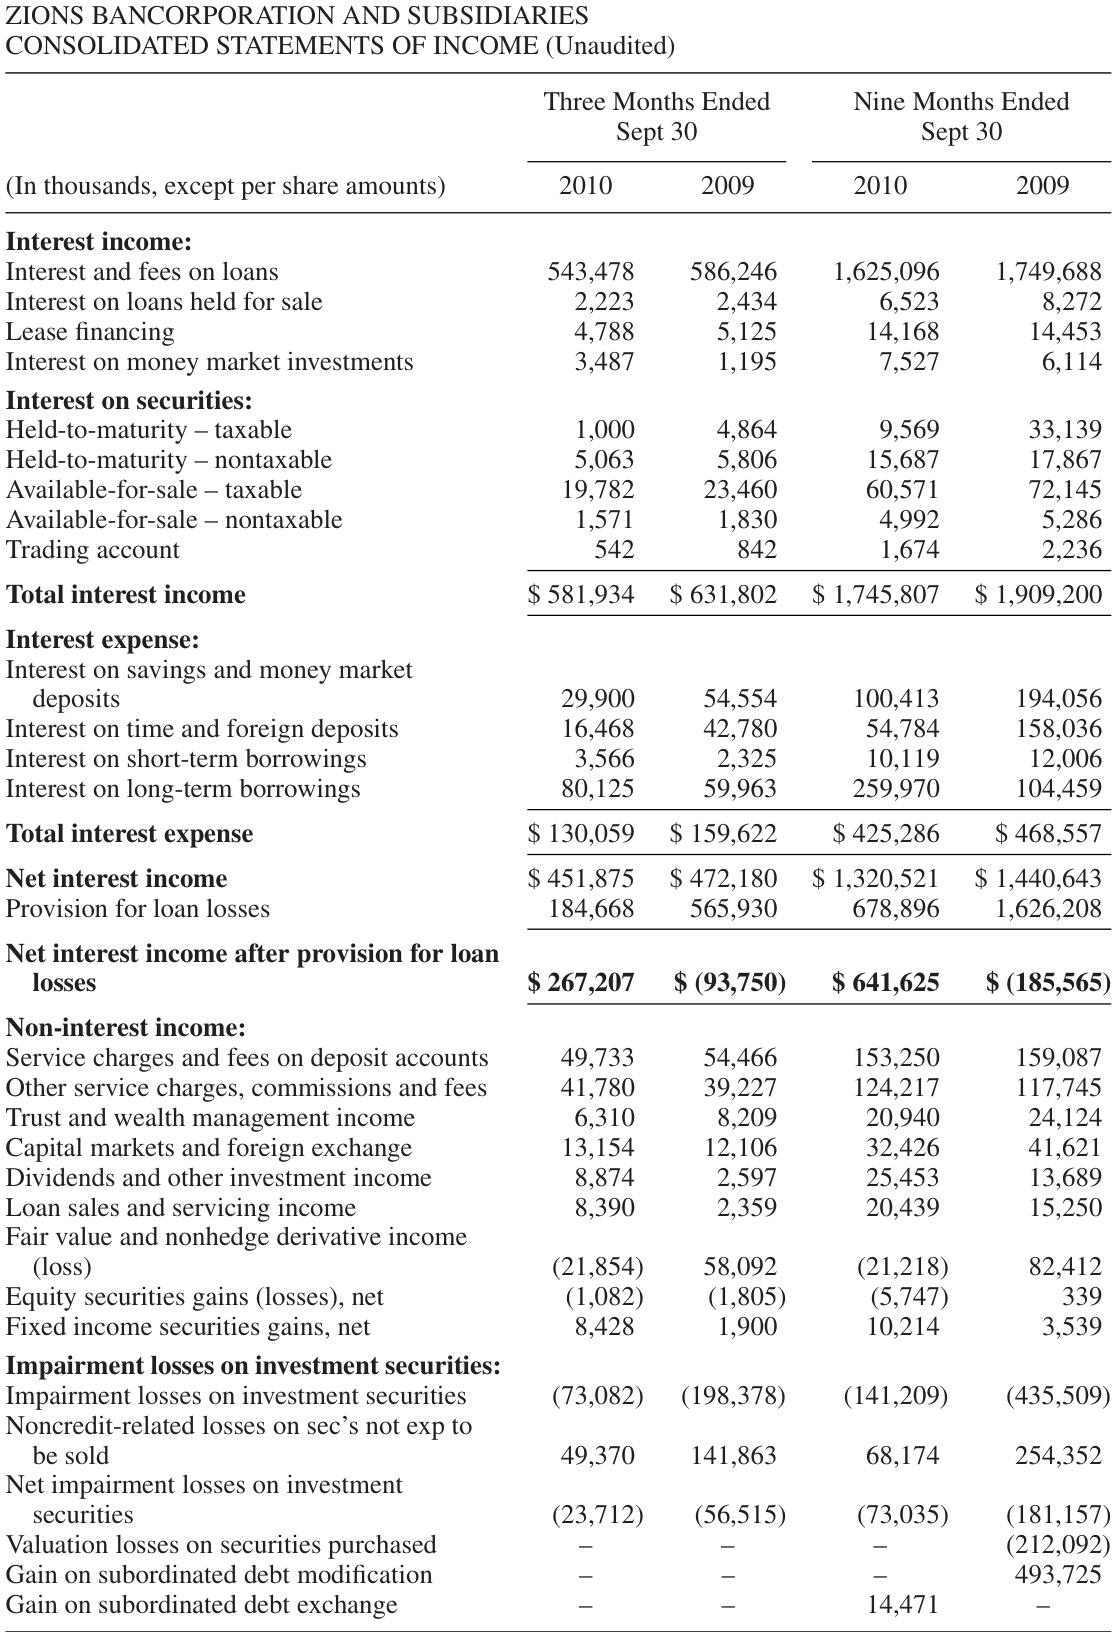 ZIONS BANCORPORATION AND SUBSIDIARIES
CONSOLIDATED STATEMENTS OF INCOME (Unaudited)
Three Months Ended Nine Months Ended
Sept 30 Sept 30
(In thousands, except per share amounts) 2010 2009 2010 2009
Interest income:
Interest and fees on loans 543,478 586,246 1,625,096 1,749,688
Interest on loans held for sale 2,223 2,434 6,523 8,272
Lease financing 4,788 5,125 14,168 14,453
Interest on money market investments 3,487 1,195 7,527 6,114
Interest on securities:
Held-to-maturity – taxable 1,000 4,864 9,569 33,139
Held-to-maturity – nontaxable 5,063 5,806 15,687 17,867
Available-for-sale – taxable 19,782 23,460 60,571 72,145
Available-for-sale – nontaxable 1,571 1,830 4,992 5,286
Trading account 542 842 1,674 2,236
Total interest income $ 581,934 $ 631,802 $ 1,745,807 $ 1,909,200
Interest expense:
Interest on savings and money market
deposits 29,900 54,554 100,413 194,056
Interest on time and foreign deposits 16,468 42,780 54,784 158,036
Interest on short-term borrowings 3,566 2,325 10,119 12,006
Interest on long-term borrowings 80,125 59,963 259,970 104,459
Total interest expense $ 130,059 $ 159,622 $ 425,286 $ 468,557
Net interest income $ 451,875 $ 472,180 $ 1,320,521 $ 1,440,643
Provision for loan losses 184,668 565,930 678,896 1,626,208
Net interest income after provision for loan
losses $ 267,207 $ (93,750) $ 641,625 $ (185,565)
Non-interest income:
Service charges and fees on deposit accounts 49,733 54,466 153,250 159,087
Other service charges, commissions and fees 41,780 39,227 124,217 117,745
Trust and wealth management income 6,310 8,209 20,940 24,124
Capital markets and foreign exchange 13,154 12,106 32,426 41,621
Dividends and other investment income 8,874 2,597 25,453 13,689
Loan sales and servicing income 8,390 2,359 20,439 15,250
Fair value and nonhedge derivative income
(loss) (21,854) 58,092 (21,218) 82,412
Equity securities gains (losses), net (1,082) (1,805) (5,747) 339
Fixed income securities gains, net 8,428 1,900 10,214 3,539
Impairment losses on investment securities:
Impairment losses on investment securities (73,082) (198,378) (141,209) (435,509)
Noncredit-related losses on sec’s not exp to
be sold 49,370 141,863 68,174 254,352
Net impairment losses on investment
securities (23,712) (56,515) (73,035) (181,157)
Valuation losses on securities purchased – – – (212,092)
Gain on subordinated debt modification – – – 493,725
Gain on subordinated debt exchange – – 14,471 –